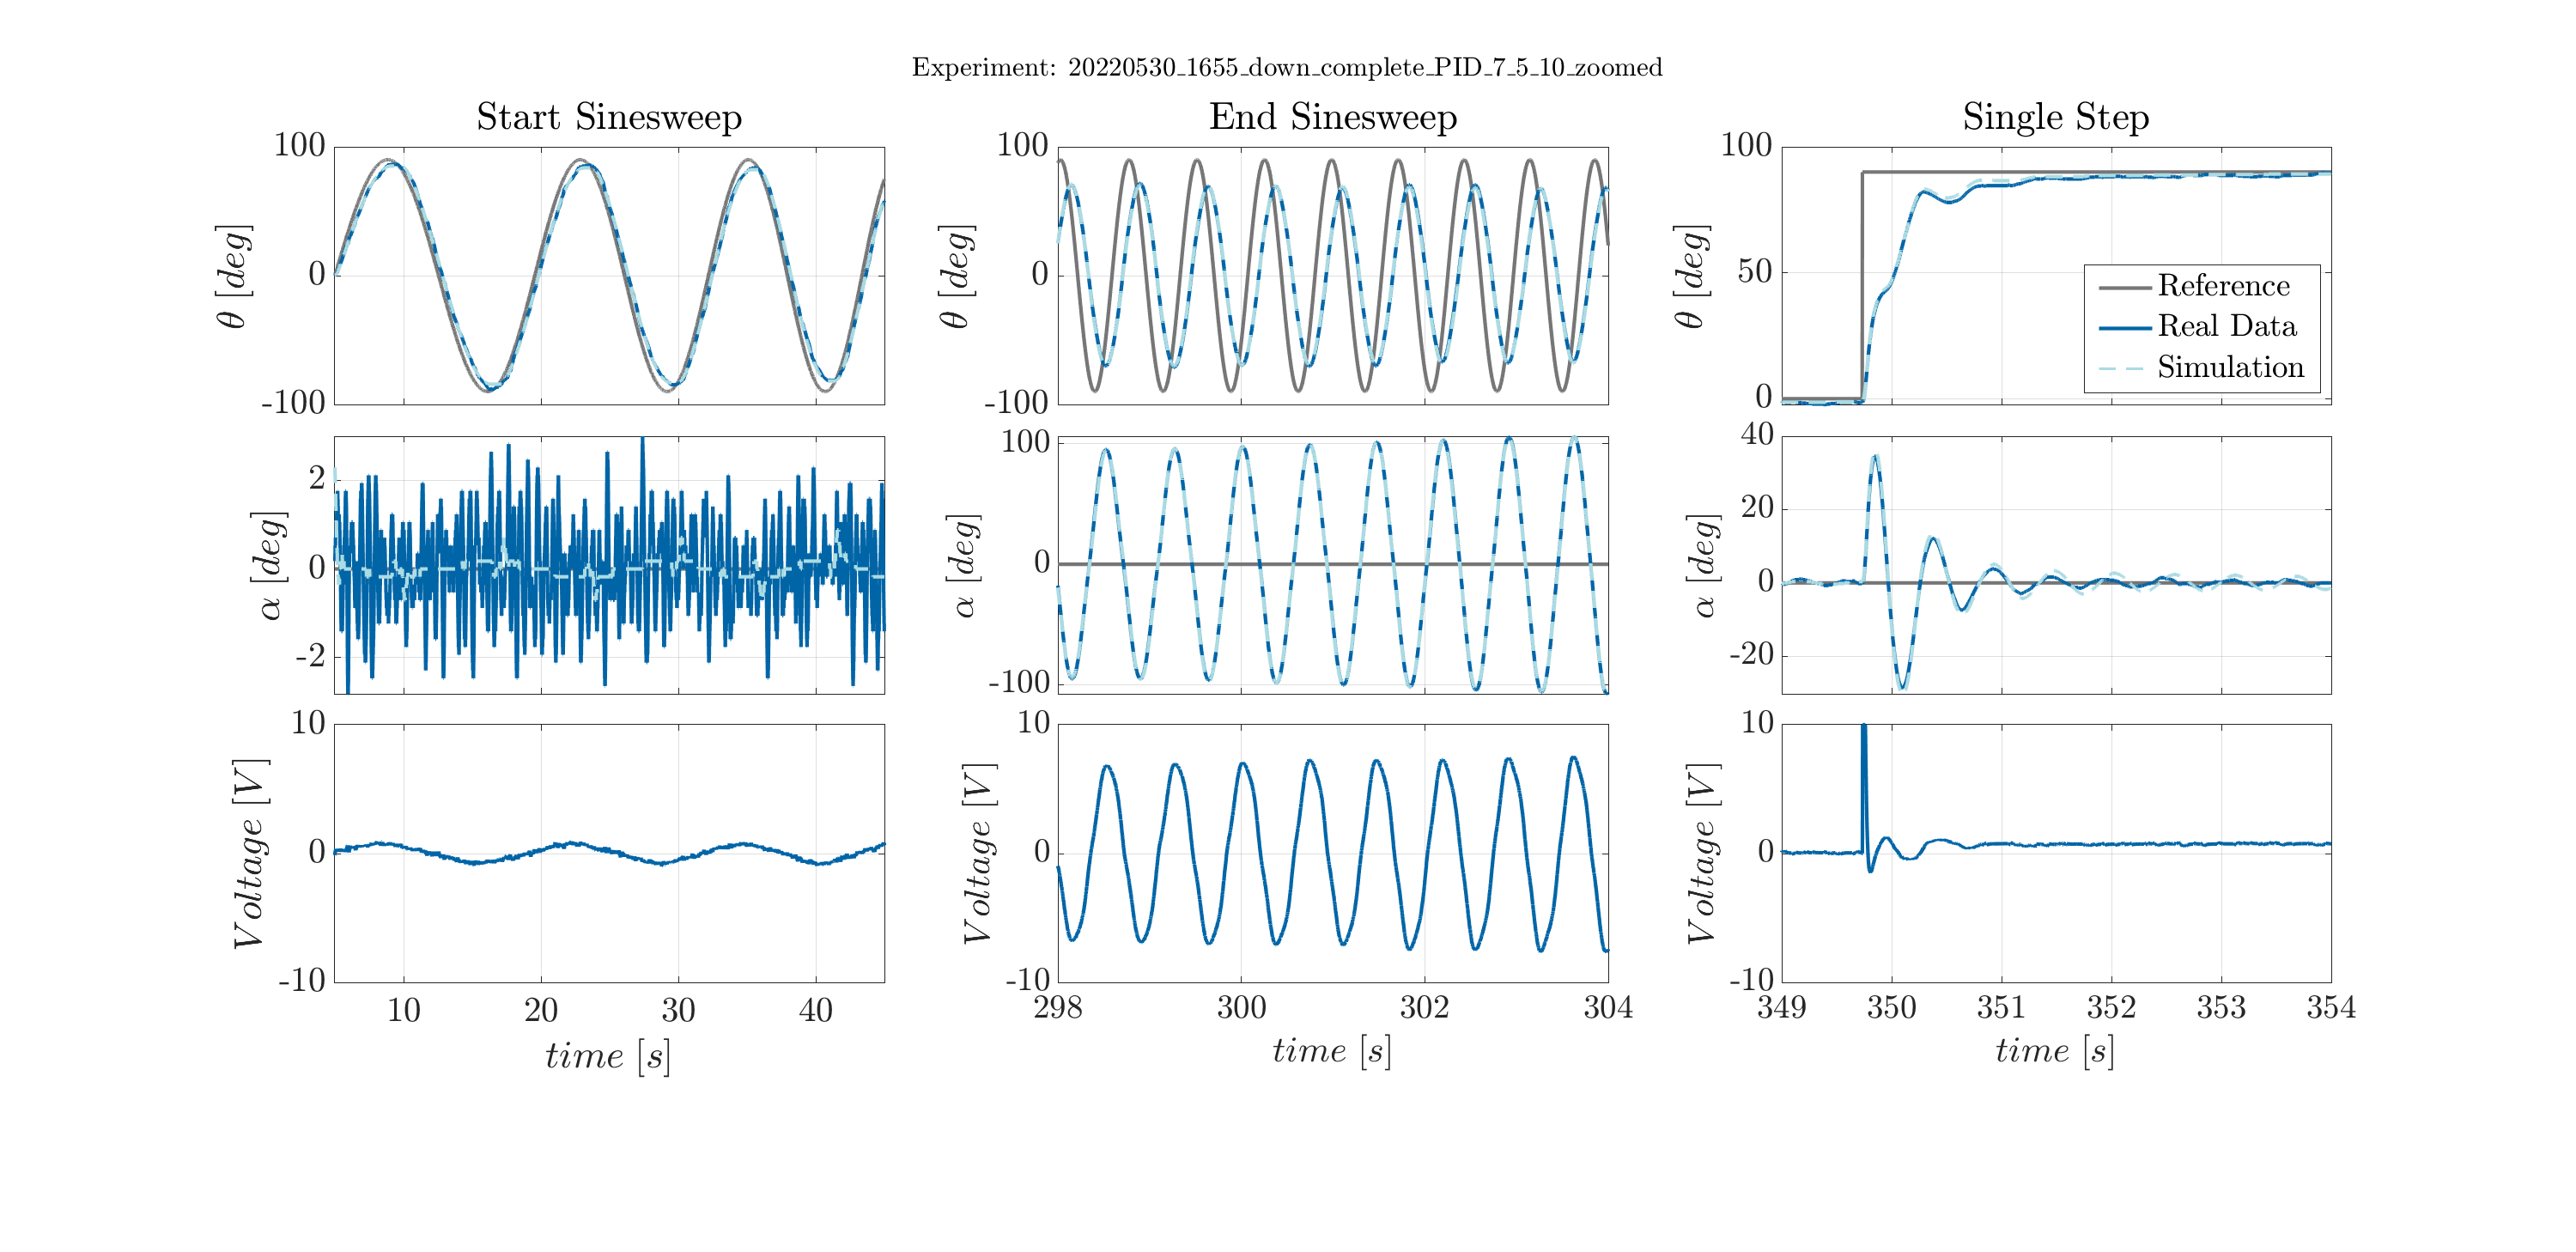 Experiment: 20220530_1655_down_complete_PID_7_5_10_zoomed
Start Sinesweep
End Sinesweep
Single Step
100
0
-100
θ [deg]
100
0
-100
θ [deg]
100
50
0
θ [deg]
Reference
Real Data
Simulation
2
0
-2
α [deg]
100
0
-100
α [deg]
40
20
0
-20
α [deg]
10
0
-10
Voltage [V]
10 20 30 40
time [s]
10
0
-10
Voltage [V]
298 300 302 304
time [s]
10
0
-10
Voltage [V]
349 350 351 352 353 354
time [s]